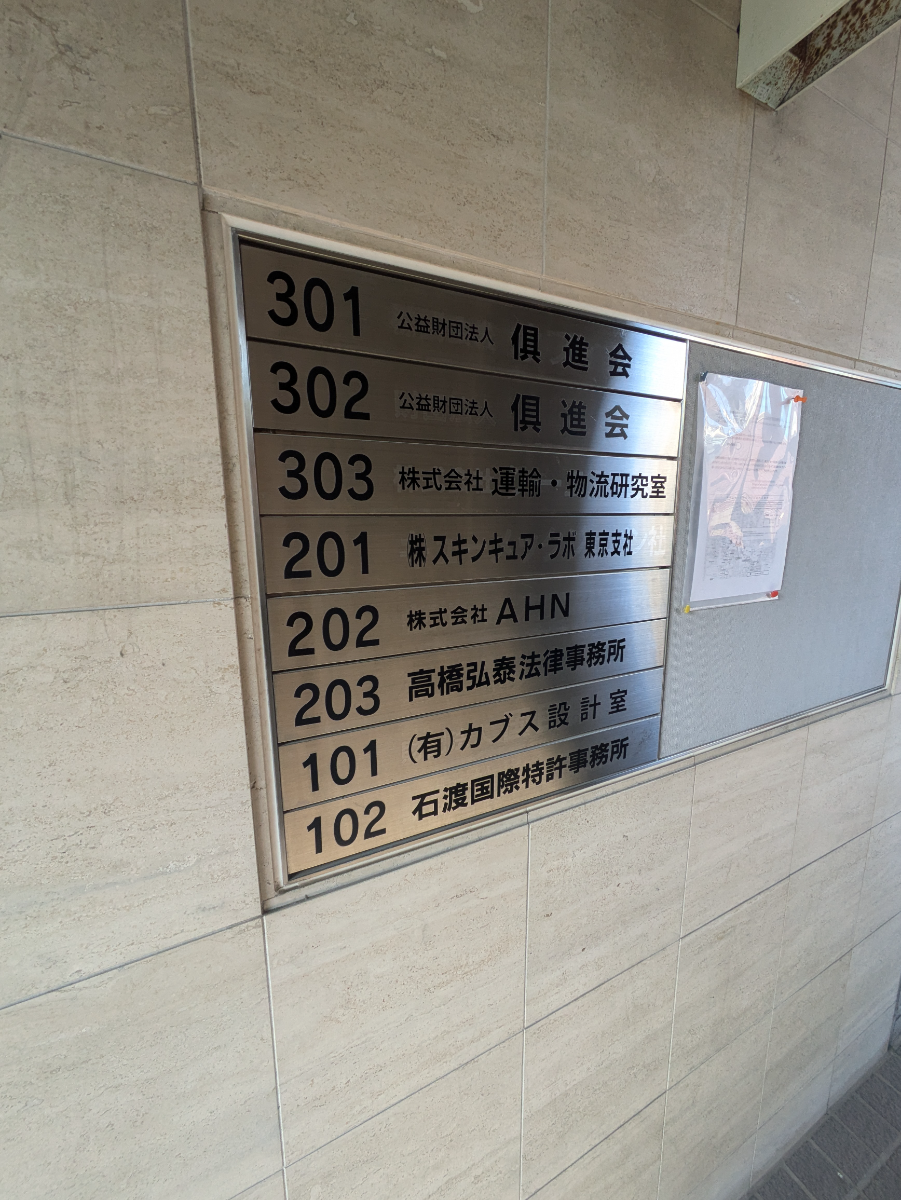 301 公益財団法人 俱進会
302 公益財団法人 俱進会
303 株式会社 運輸・物流研究室
201 ㈱スキンキュア・ラボ 東京支社
202 株式会社 AHN
203 高橋弘泰法律事務所
101 (有)カブス設計室
102 石渡国際特許事務所